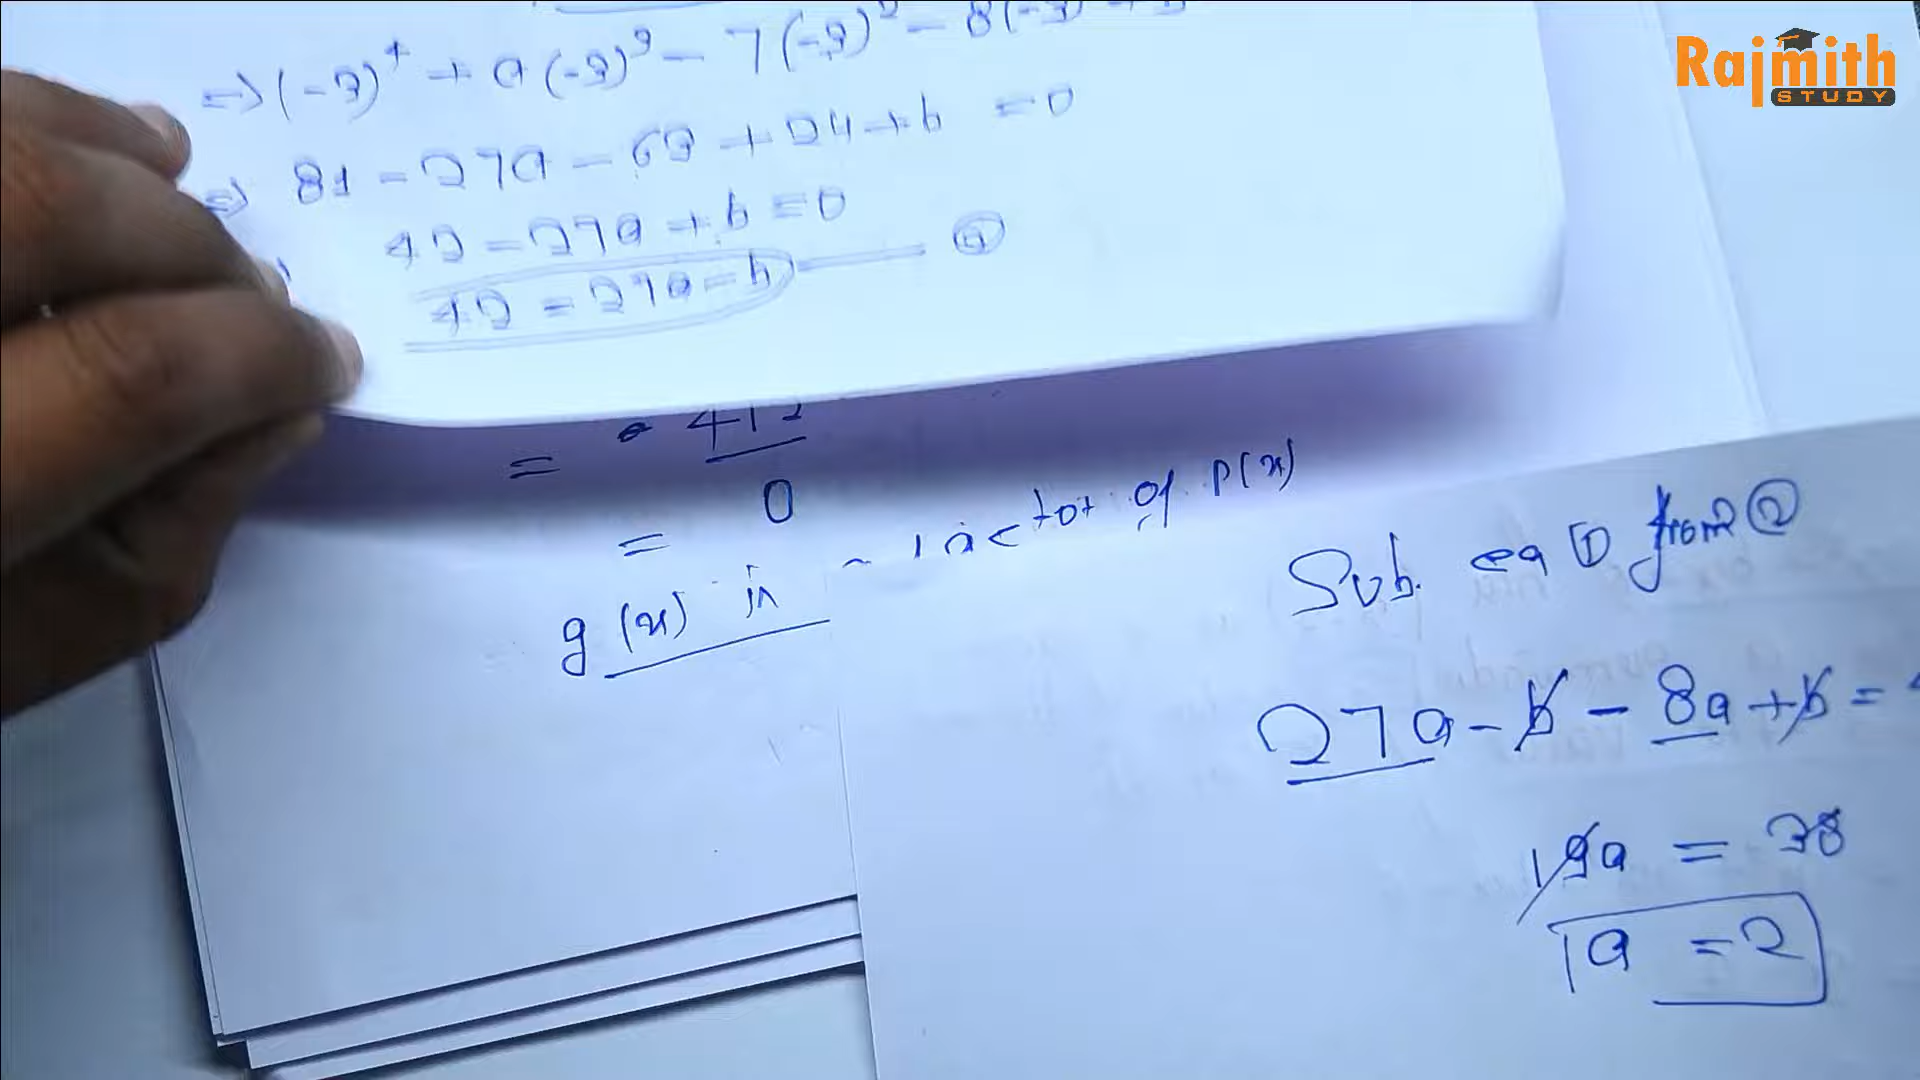 ⇒ (-3)⁴ + a(-3)³ - 7(-3)² - 8(-3)
⇒ 81 - 27a - 63 + 24 + b = 0
42 - 27a + b = 0
42 = 27a - b
= - 412
= 0
g(x) is factor of P(x)
Sub. eq ① from ②
27a - b - 8a + b =
19a = 38
a = 2
Rajmith
STUDY